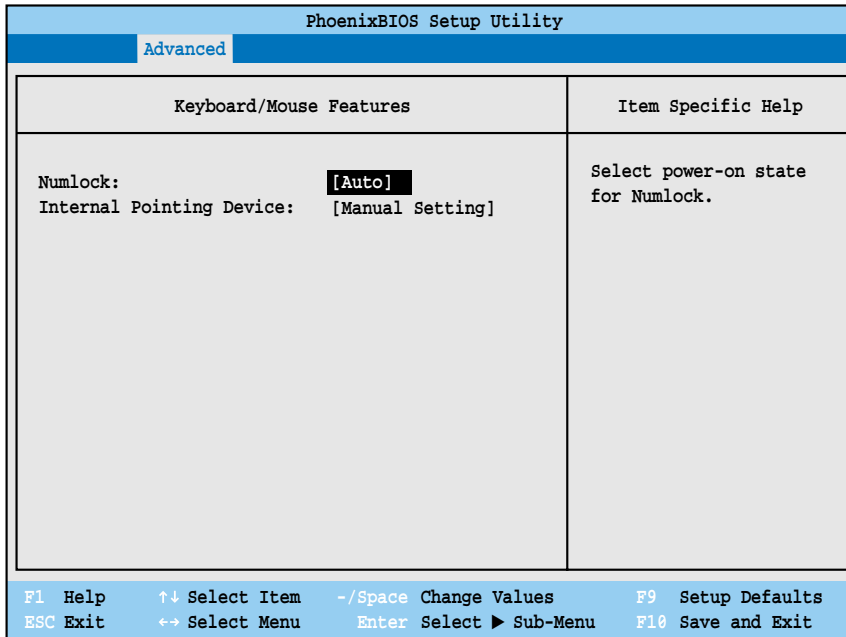 PhoenixBIOS Setup Utility
Advanced
Keyboard/Mouse Features
Item Specific Help
Numlock: [Auto]
Internal Pointing Device: [Manual Setting]
Select power-on state
for Numlock.
F1 Help ↑↓ Select Item -/Space Change Values F9 Setup Defaults
ESC Exit ←→ Select Menu Enter Select ▶ Sub-Menu F10 Save and Exit